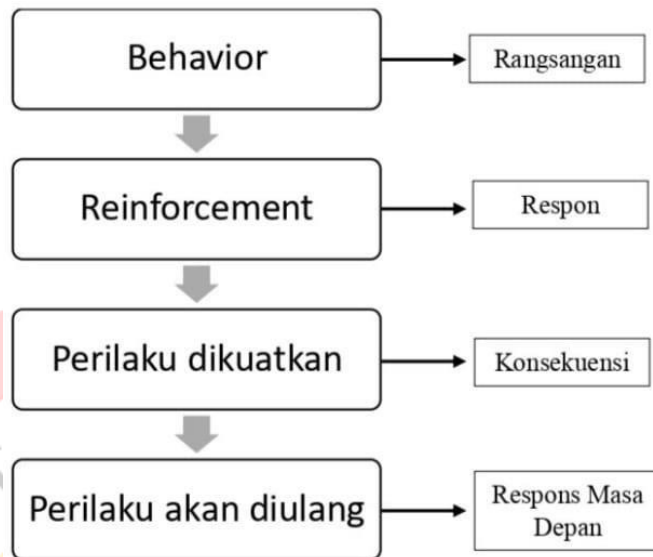 Behavior
Rangsangan
Reinforcement
Respon
Perilaku dikuatkan
Konsekuensi
Perilaku akan diulang
Respons Masa
Depan